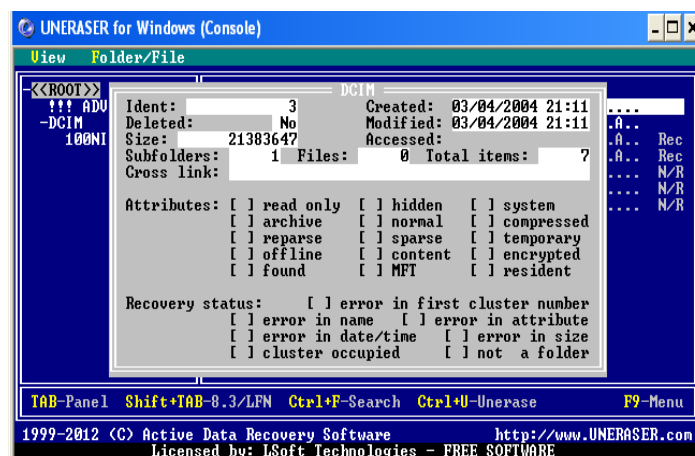 UNERASER for Windows (Console)
View Folder/File
-<<ROOT>>
!!! ADV
-DCIM
100NI
DCIM
Ident: 3 Created: 03/04/2004 21:11
Deleted: No Modified: 03/04/2004 21:11
Size: 21383647 Accessed:
Subfolders: 1 Files: 0 Total items: 7
Cross link:
Attributes: [ ] read only [ ] hidden [ ] system
[ ] archive [ ] normal [ ] compressed
[ ] reparse [ ] sparse [ ] temporary
[ ] offline [ ] content [ ] encrypted
[ ] found [ ] MFT [ ] resident
Recovery status: [ ] error in first cluster number
[ ] error in name [ ] error in attribute
[ ] error in date/time [ ] error in size
[ ] cluster occupied [ ] not a folder
....
.A..
.A.. Rec
.A.. Rec
.... N/R
.... N/R
.... N/R
TAB-Panel Shift+TAB-8.3/LFN Ctrl+F-Search Ctrl+U-Unerase F9-Menu
1999-2012 (C) Active Data Recovery Software http://www.UNERASER.com
Licensed by: LSoft Technologies - FREE SOFTWARE